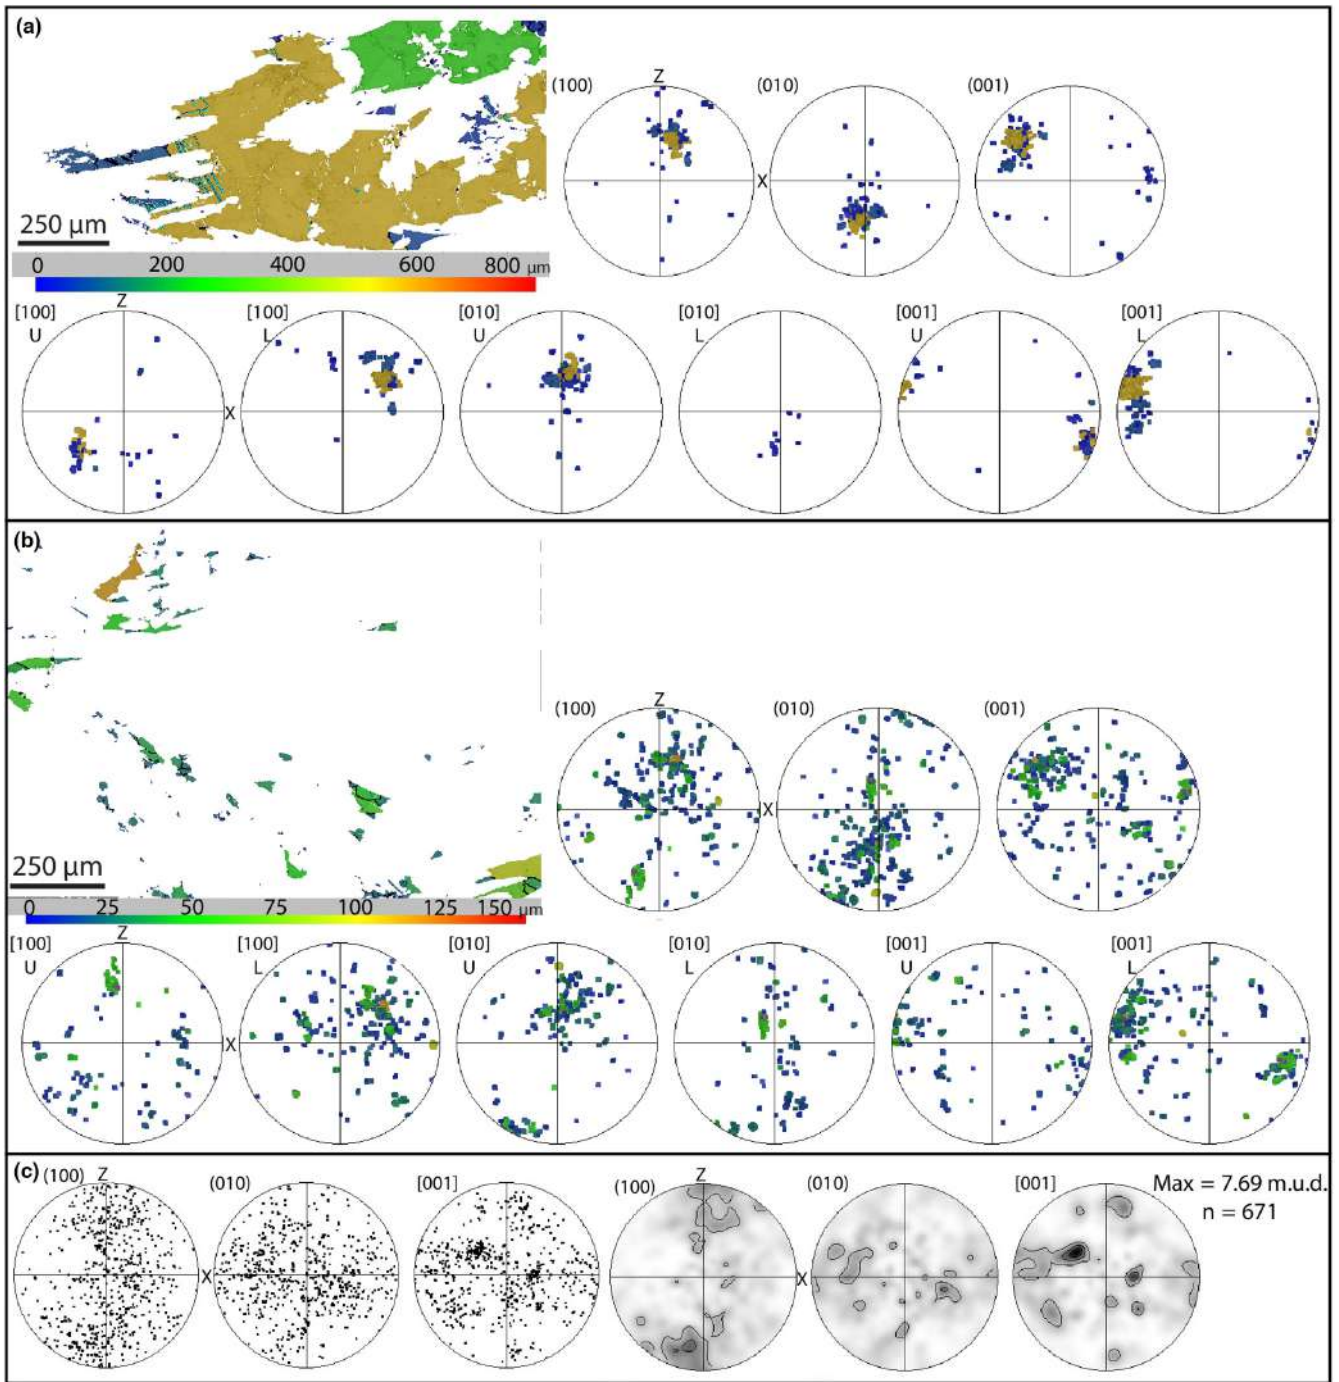 (a)
(100) Z (010) (001)
X
250 µm
0 200 400 600 800 µm
[100] Z [100] [010] [010] [001] [001]
U L U L U L
X
(b)
(100) Z (010) (001)
X
250 µm
0 25 50 75 100 125 150 µm
[100] Z [100] [010] [010] [001] [001]
U L U L U L
X
(c) (100) Z (010) [001] (100) Z (010) [001] Max = 7.69 m.u.d.
n = 671
X X